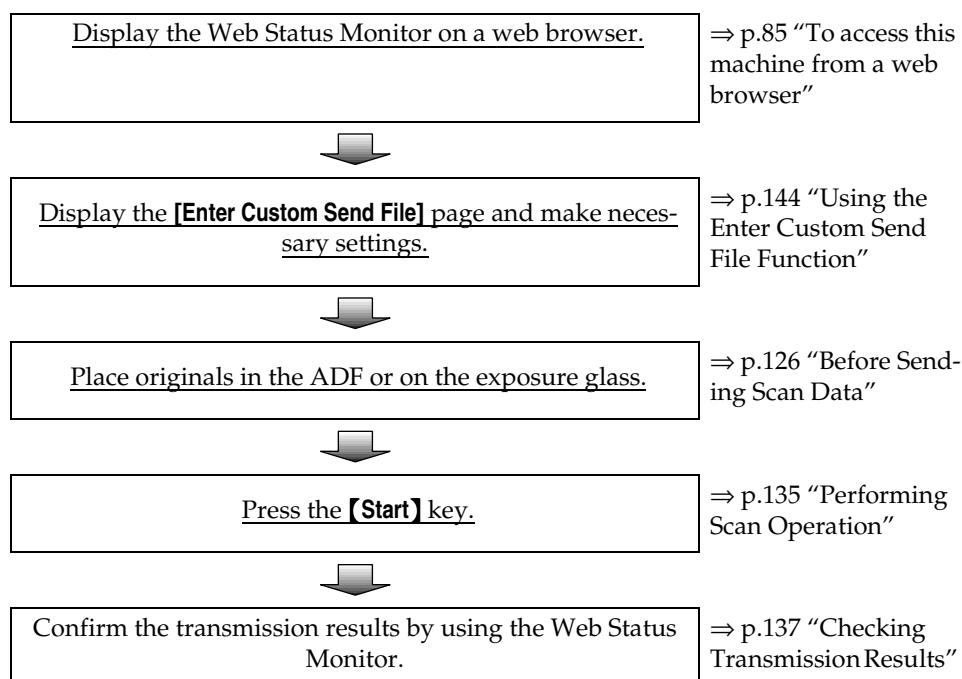 Display the Web Status Monitor on a web browser.
⇒ p.85 “To access this
machine from a web
browser”
Display the [Enter Custom Send File] page and make neces-
sary settings.
⇒ p.144 “Using the
Enter Custom Send
File Function”
Place originals in the ADF or on the exposure glass.
⇒ p.126 “Before Send-
ing Scan Data”
Press the 【Start】 key.
⇒ p.135 “Performing
Scan Operation”
Confirm the transmission results by using the Web Status
Monitor.
⇒ p.137 “Checking
Transmission Results”